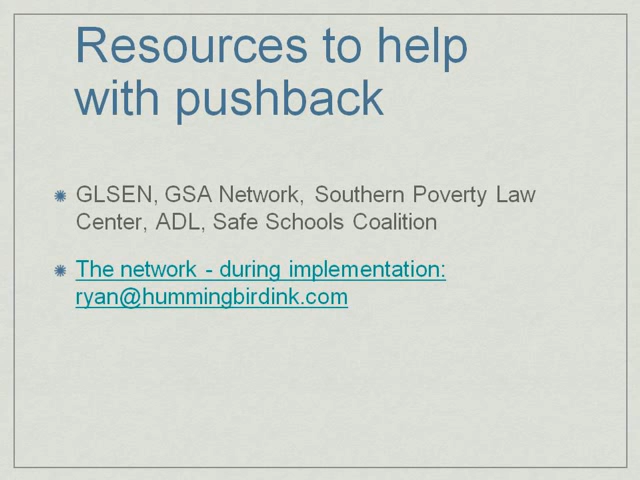 Resources to help
with pushback
GLSEN, GSA Network, Southern Poverty Law
Center, ADL, Safe Schools Coalition
The network - during implementation:
ryan@hummingbirdink.com